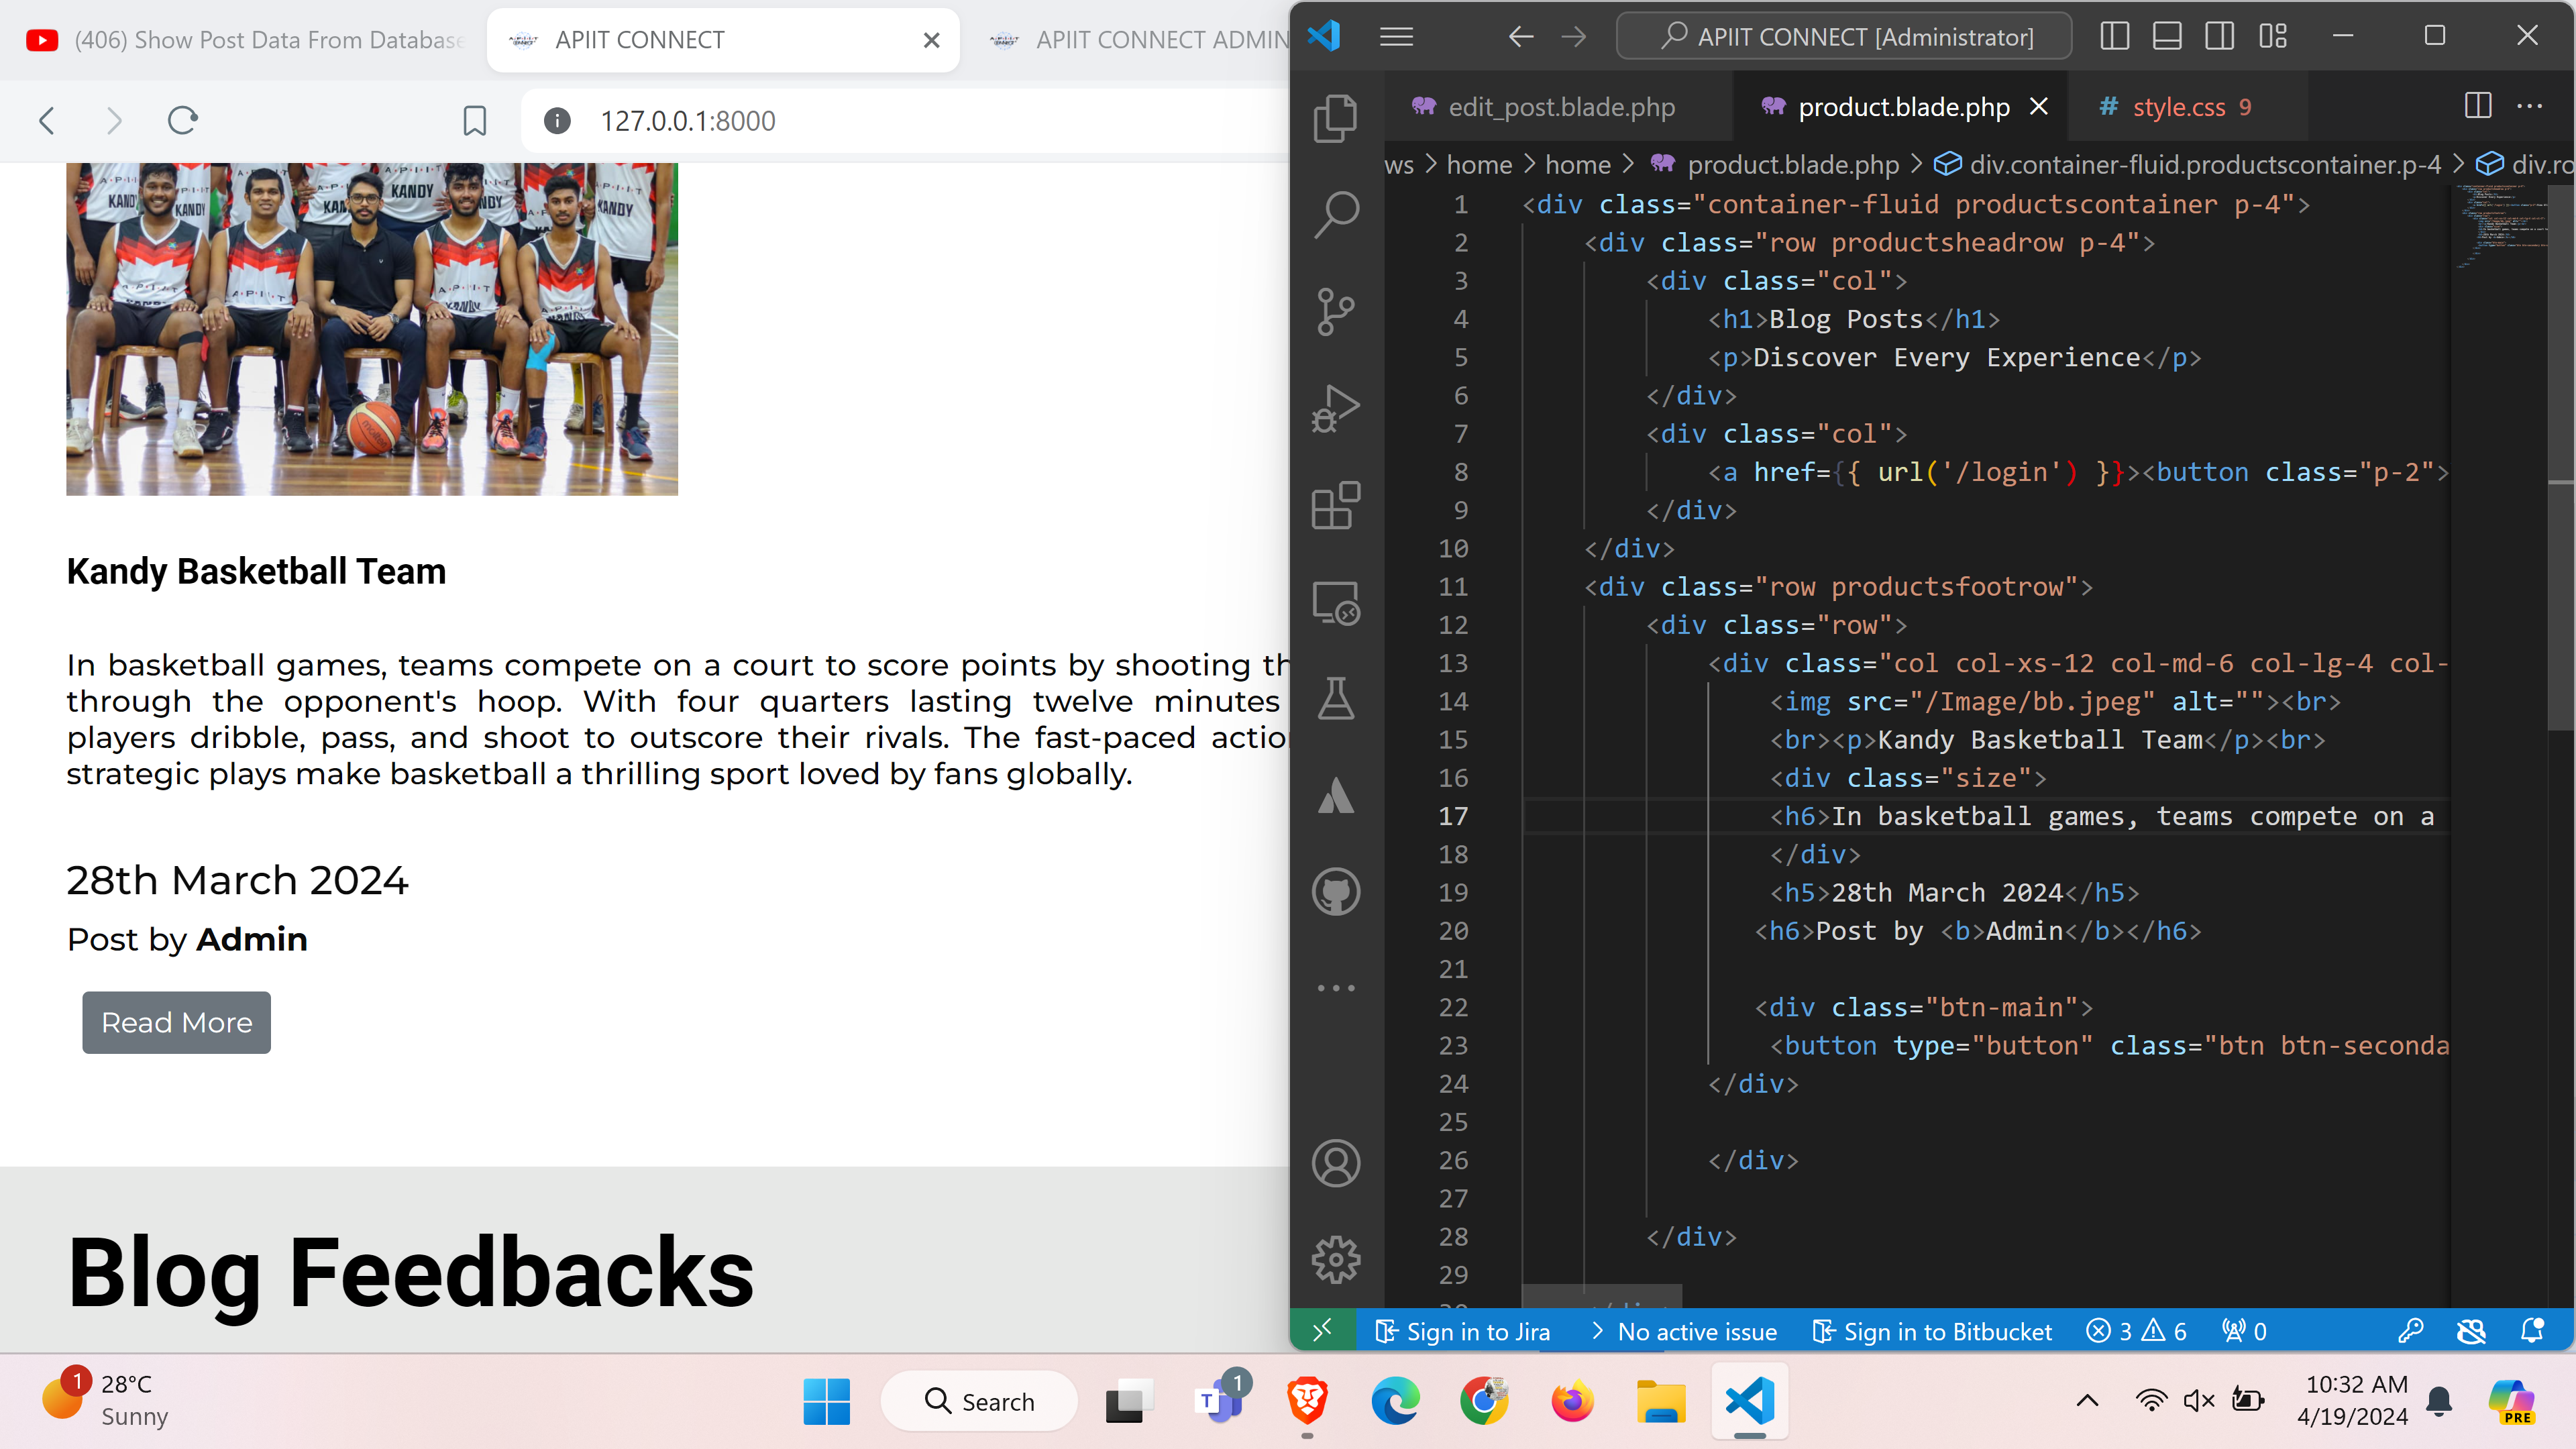 (406) Show Post Data From Database
APIIT CONNECT
APIIT CONNECT ADMIN
127.0.0.1:8000
KANDY
KANDY
KANDY
KANDY
A·P·I·I·T
A·P·I·I·T
KANDY
Kandy Basketball Team
In basketball games, teams compete on a court to score points by shooting th
through the opponent's hoop. With four quarters lasting twelve minutes
players dribble, pass, and shoot to outscore their rivals. The fast-paced actio
strategic plays make basketball a thrilling sport loved by fans globally.
28th March 2024
Post by Admin
Read More
Blog Feedbacks
APIIT CONNECT [Administrator]
edit_post.blade.php
product.blade.php
# style.css 9
ws > home > home > product.blade.php > div.container-fluid.productscontainer.p-4 > div.ro
1 <div class="container-fluid productscontainer p-4">
2 <div class="row productsheadrow p-4">
3 <div class="col">
4 <h1>Blog Posts</h1>
5 <p>Discover Every Experience</p>
6 </div>
7 <div class="col">
8 <a href={{ url('/login') }}><button class="p-2">
9 </div>
10 </div>
11 <div class="row productsfootrow">
12 <div class="row">
13 <div class="col col-xs-12 col-md-6 col-lg-4 col-
14 <img src="/Image/bb.jpeg" alt=""><br>
15 <br><p>Kandy Basketball Team</p><br>
16 <div class="size">
17 <h6>In basketball games, teams compete on a
18 </div>
19 <h5>28th March 2024</h5>
20 <h6>Post by <b>Admin</b></h6>
21
22 <div class="btn-main">
23 <button type="button" class="btn btn-seconda
24 </div>
25
26 </div>
27
28 </div>
29
Sign in to Jira
> No active issue
Sign in to Bitbucket
3
6
0
1
28°C
Sunny
Search
1
PRE
10:32 AM
4/19/2024